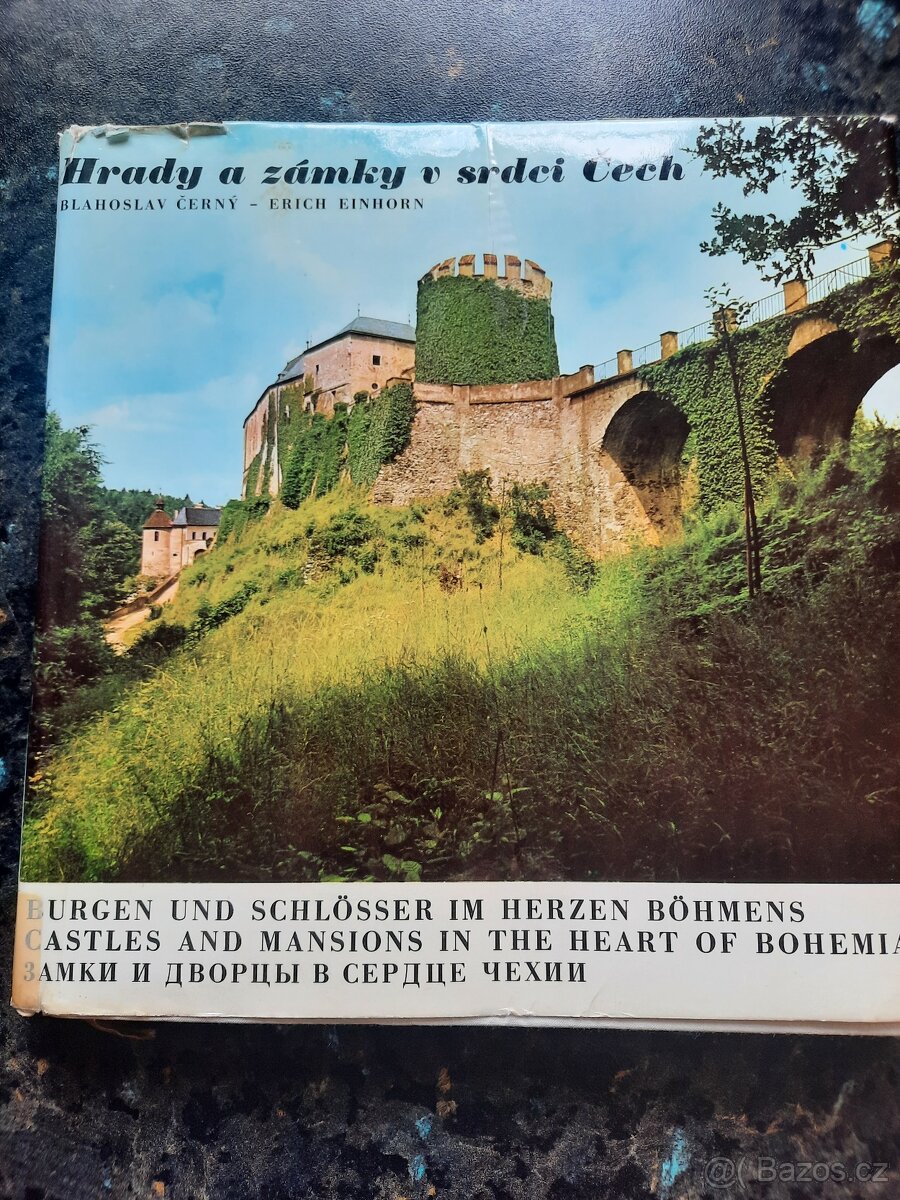 Hrady a zámky v srdci Čech
BLAHOSLAV ČERNÝ – ERICH EINHORN
BURGEN UND SCHLÖSSER IM HERZEN BÖHMENS
CASTLES AND MANSIONS IN THE HEART OF BOHEMIA
ЗАМКИ И ДВОРЦЫ В СЕРДЦЕ ЧЕХИИ
@( Bazos.cz